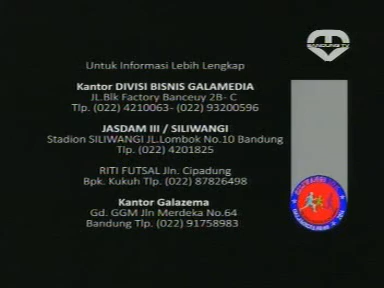 BANDUNG TV
Untuk Informasi Lebih Lengkap
Kantor DIVISI BISNIS GALAMEDIA
JL.Blk Factory Banceuy 2B- C
Tlp. (022) 4210063- (022) 93200596
JASDAM III / SILIWANGI
Stadion SILIWANGI JL.Lombok No.10 Bandung
Tlp. (022) 4201825
RITI FUTSAL Jln. Cipadung
Bpk. Kukuh Tlp. (022) 87826498
Kantor Galazema
Gd. GGM Jln Merdeka No.64
Bandung Tlp. (022) 91758983